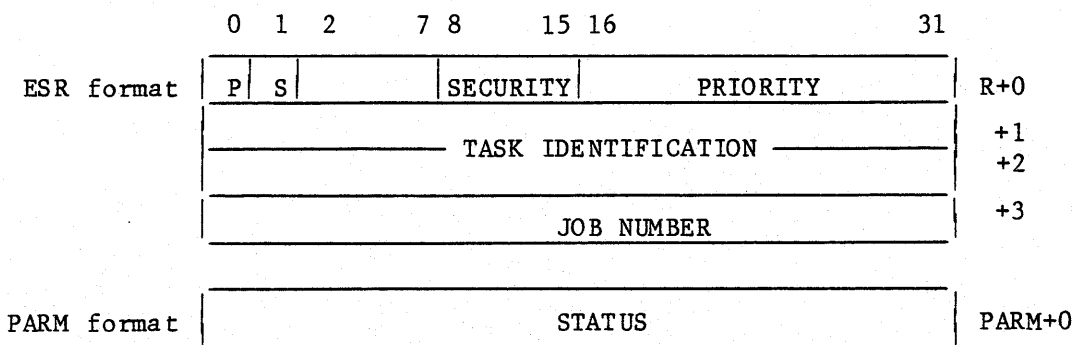 0 1 2 7 8 15 16 31
ESR format P S SECURITY PRIORITY R+0
+1
TASK IDENTIFICATION
+2
+3
JOB NUMBER
PARM format STATUS PARM+0